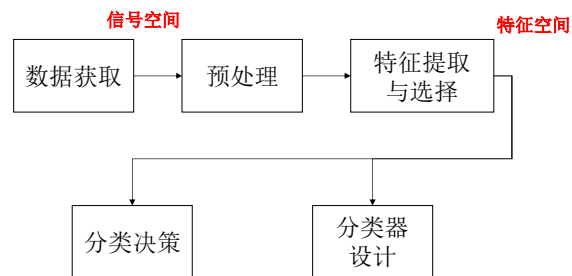 信号空间
特征空间
数据获取
预处理
特征提取
与选择
分类决策
分类器
设计